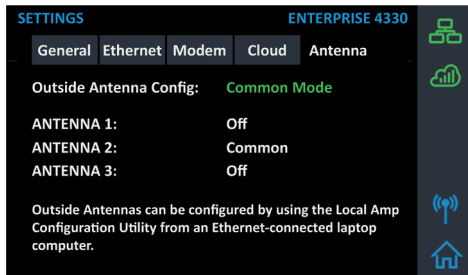 SETTINGS ENTERPRISE 4330
General Ethernet Modem Cloud Antenna
Outside Antenna Config: Common Mode
ANTENNA 1: Off
ANTENNA 2: Common
ANTENNA 3: Off
Outside Antennas can be configured by using the Local Amp
Configuration Utility from an Ethernet-connected laptop
computer.